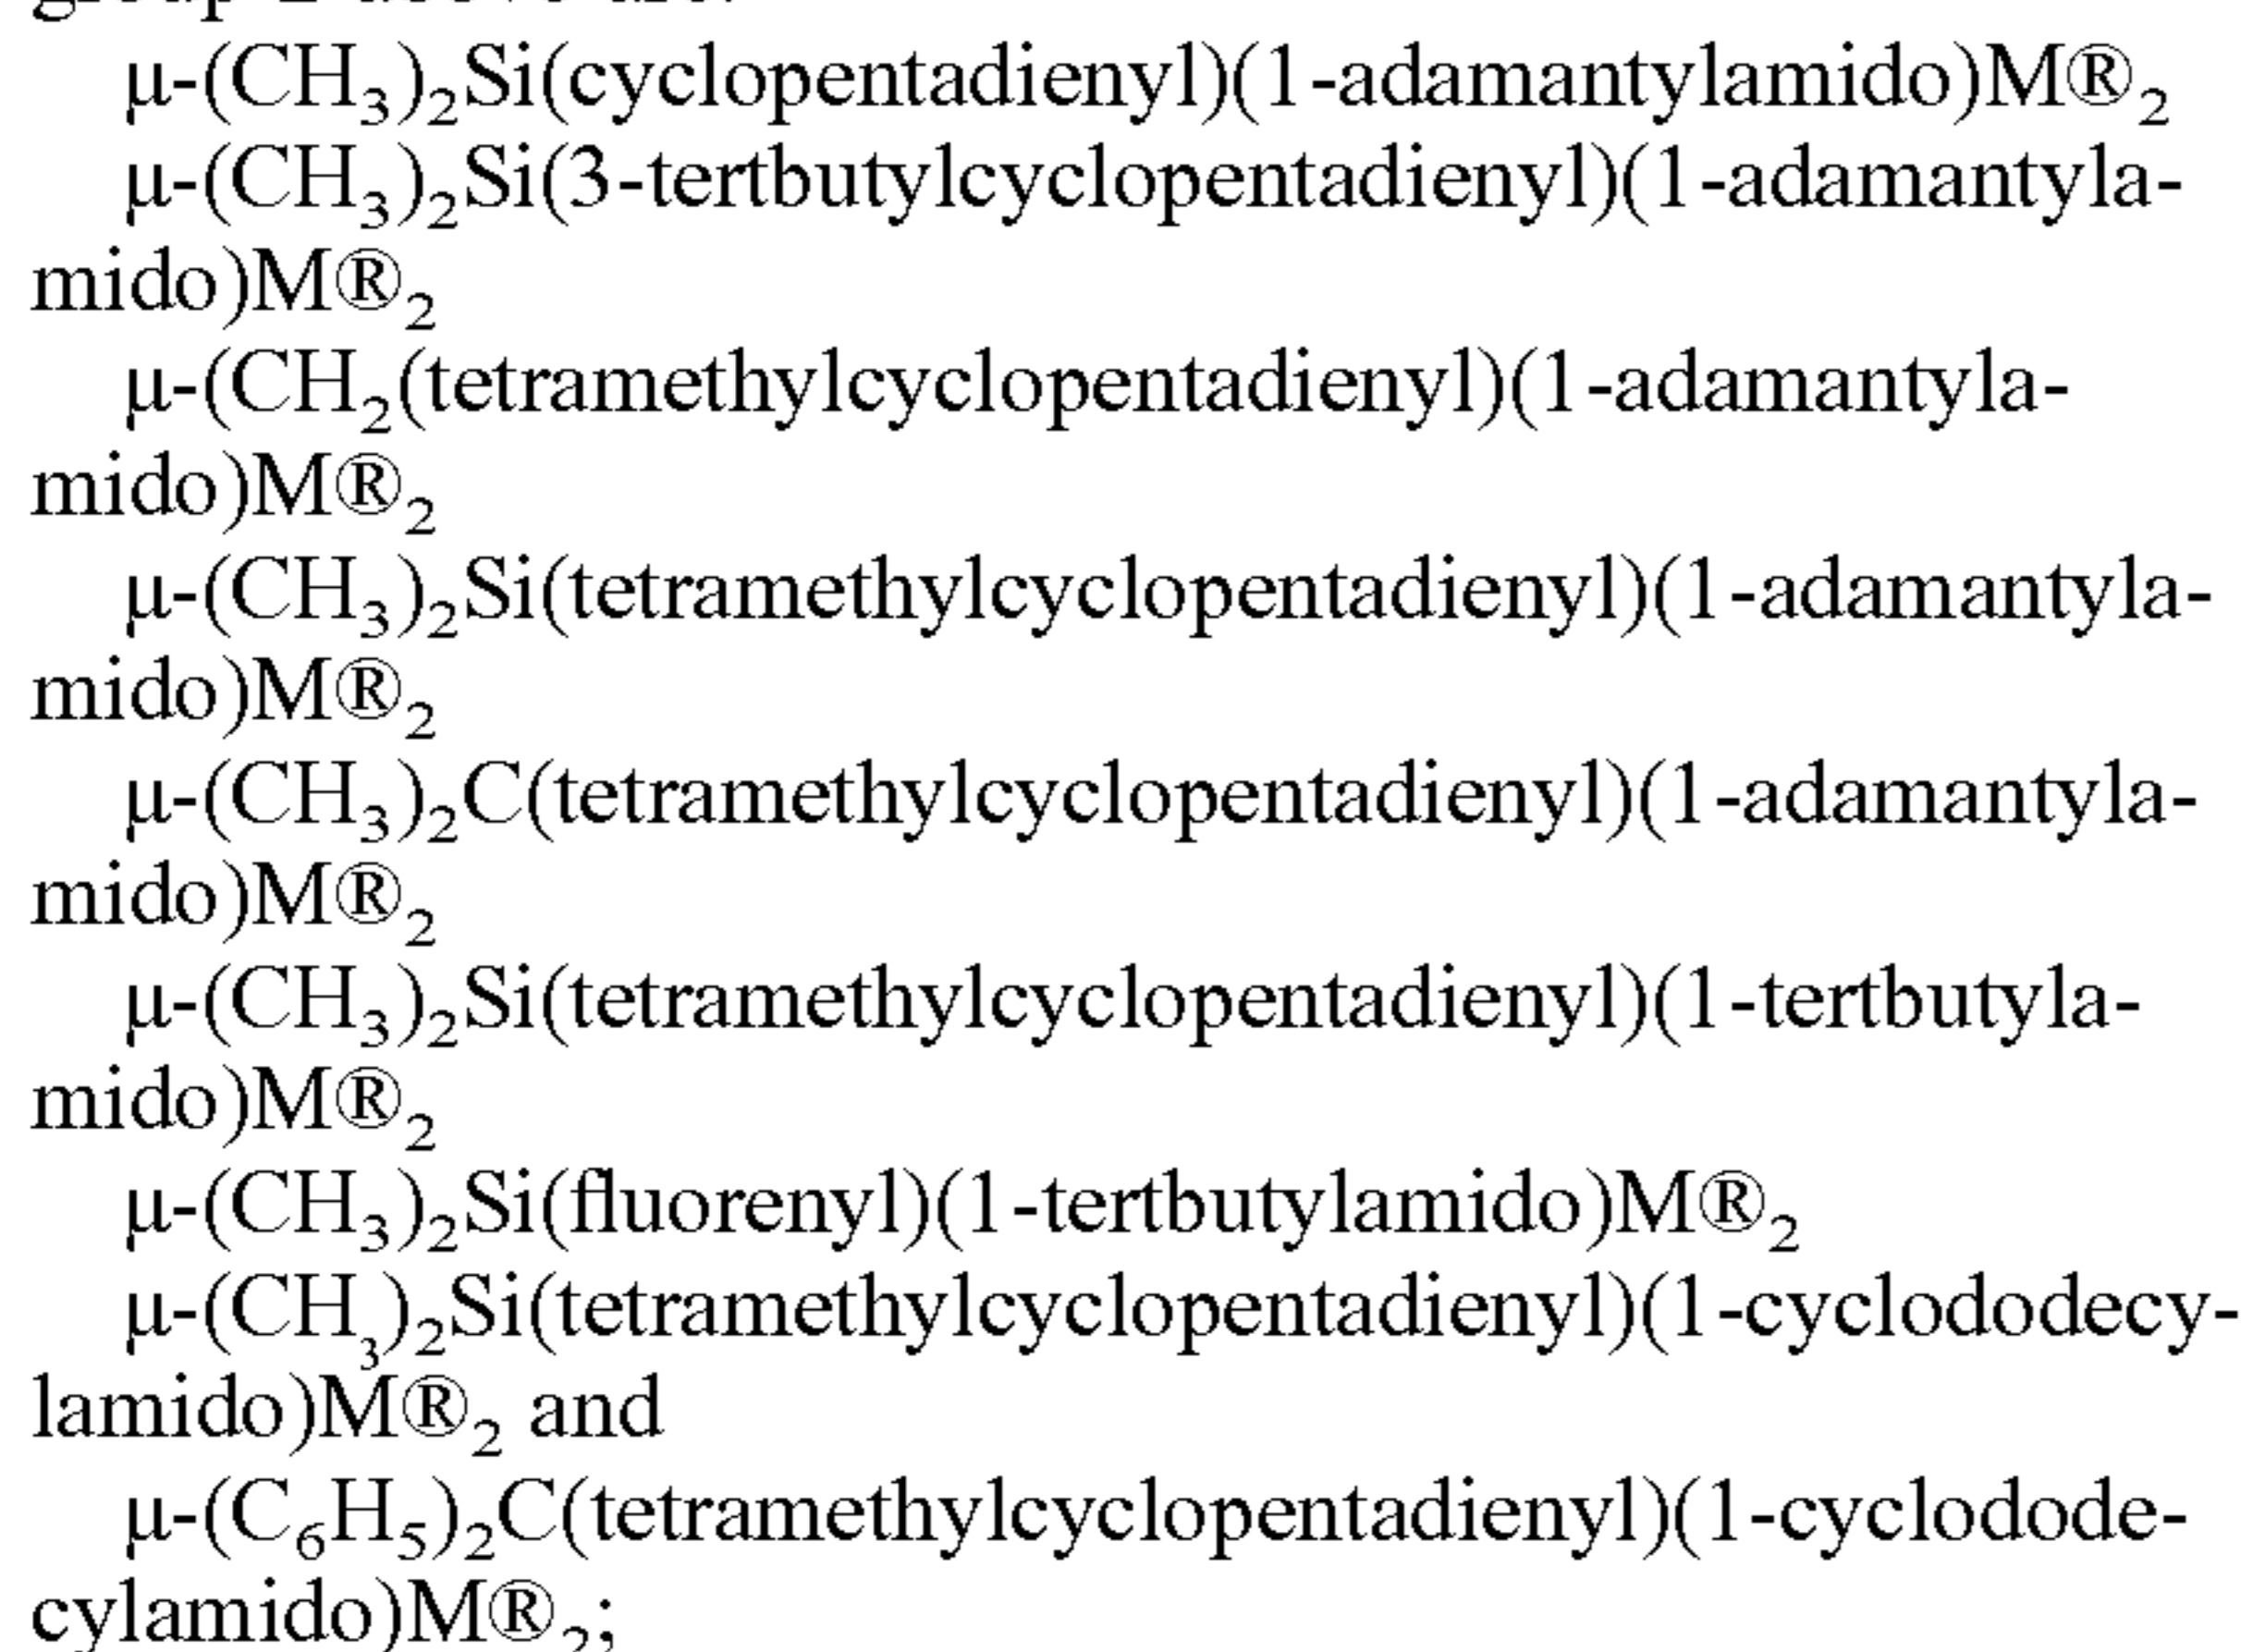 μ-(CH₃)₂Si(cyclopentadienyl)(1-adamantylamido)M®₂
μ-(CH₃)₂Si(3-tertbutylcyclopentadienyl)(1-adamantyla-
mido)M®₂
μ-(CH₂(tetramethylcyclopentadienyl)(1-adamantyla-
mido)M®₂
μ-(CH₃)₂Si(tetramethylcyclopentadienyl)(1-adamantyla-
mido)M®₂
μ-(CH₃)₂C(tetramethylcyclopentadienyl)(1-adamantyla-
mido)M®₂
μ-(CH₃)₂Si(tetramethylcyclopentadienyl)(1-tertbutyla-
mido)M®₂
μ-(CH₃)₂Si(fluorenyl)(1-tertbutylamido)M®₂
μ-(CH₃)₂Si(tetramethylcyclopentadienyl)(1-cyclododecy-
lamido)M®₂ and
μ-(C₆H₅)₂C(tetramethylcyclopentadienyl)(1-cyclodode-
cylamido)M®₂;